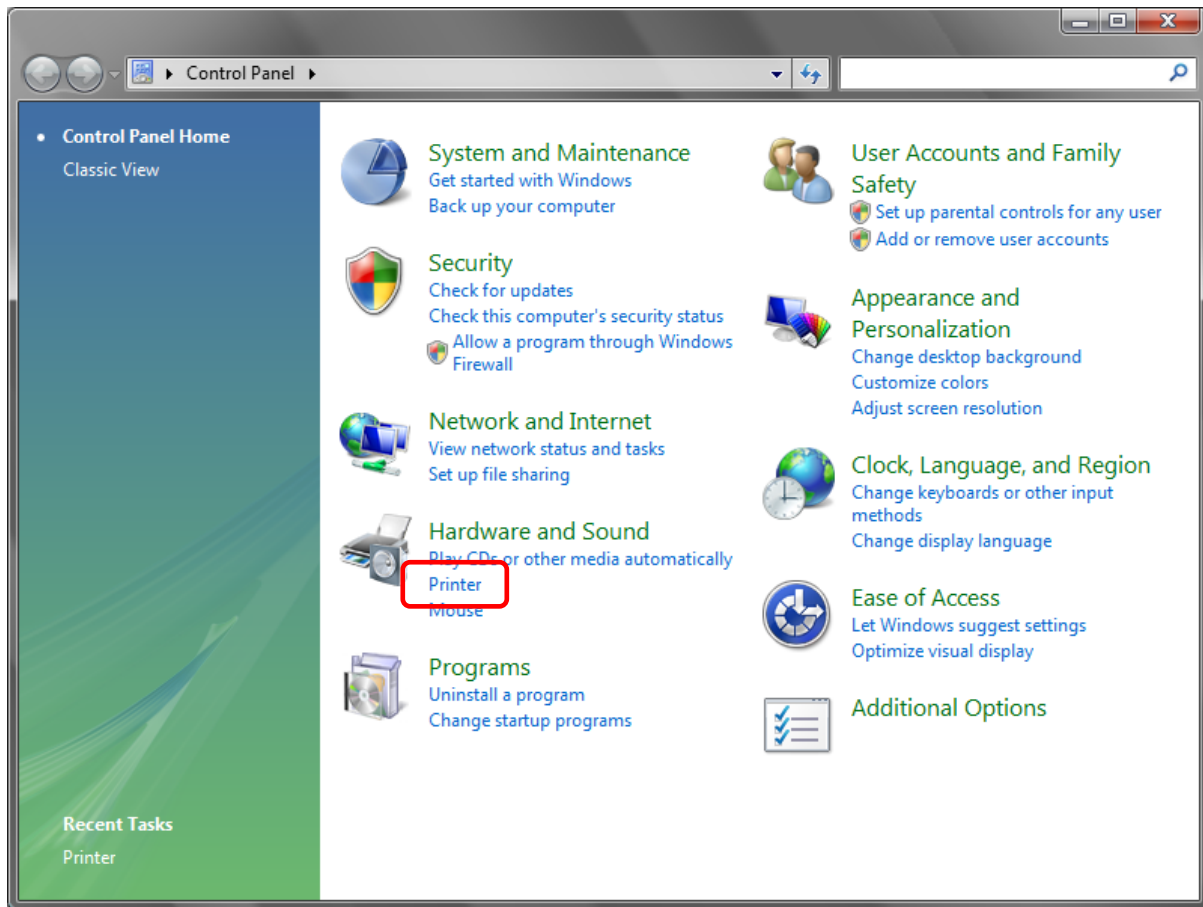 Control Panel
Control Panel Home
Classic View
System and Maintenance
Get started with Windows
Back up your computer
Security
Check for updates
Check this computer's security status
Allow a program through Windows
Firewall
Network and Internet
View network status and tasks
Set up file sharing
Hardware and Sound
Play CDs or other media automatically
Printer
Mouse
Programs
Uninstall a program
Change startup programs
User Accounts and Family
Safety
Set up parental controls for any user
Add or remove user accounts
Appearance and
Personalization
Change desktop background
Customize colors
Adjust screen resolution
Clock, Language, and Region
Change keyboards or other input
methods
Change display language
Ease of Access
Let Windows suggest settings
Optimize visual display
Additional Options
Recent Tasks
Printer